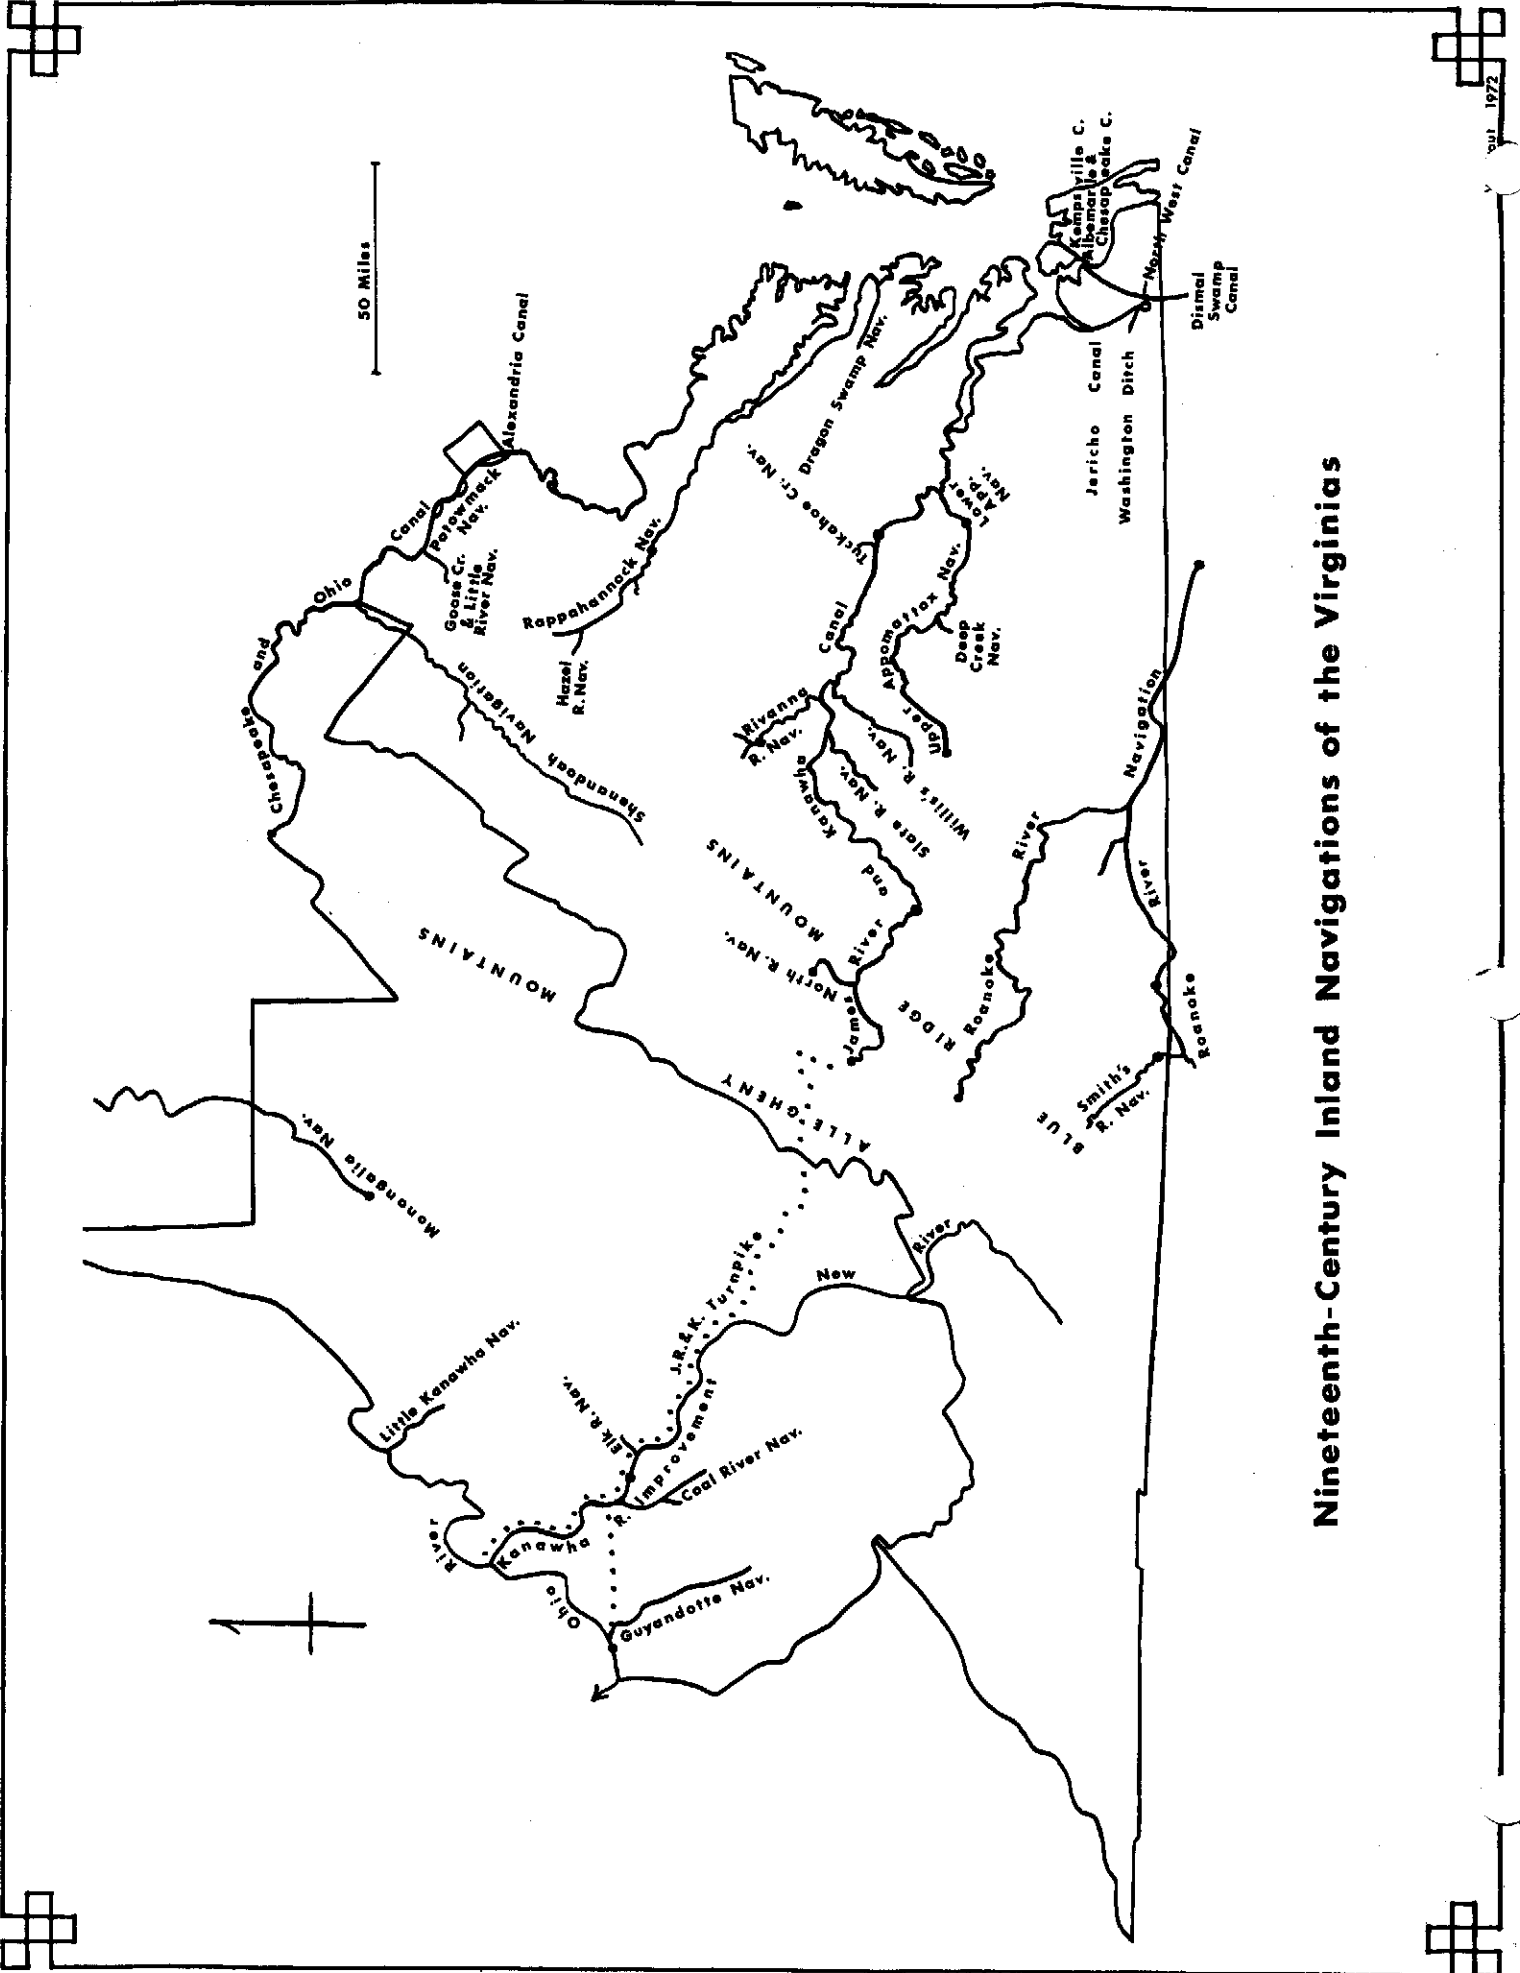 Nineteenth-Century Inland Navigations of the Virginias
50 Miles
Chesapeake and Ohio Canal
Alexandria Canal
Potowmack
Nav.
Goose Cr.
& Little
River Nav.
Shenandoah Navigation
Rappahannock Nav.
Hazel
R. Nav.
Dragon Swamp Nav.
Tuckahoe Cr. Nav.
Lower
App.
Nav.
Upper Appomattox Nav.
Deep
Creek
Nav.
Rivanna
R. Nav.
Willis's R. Nav.
Slate R. Nav.
James River and Kanawha Canal
North R. Nav.
Kempsville C.
Albemarle &
Chesapeake C.
North West Canal
Dismal
Swamp
Canal
Jericho Canal
Washington Ditch
Roanoke River Navigation
Roanoke River
Smith's
R. Nav.
BLUE RIDGE MOUNTAINS
ALLEGHENY MOUNTAINS
Monongalia Nav.
Little Kanawha Nav.
Elk R. Nav.
J.R.& K. Turnpike
New River
Kanawha R. Improvement
Coal River Nav.
Guyandotte Nav.
Ohio River
1972